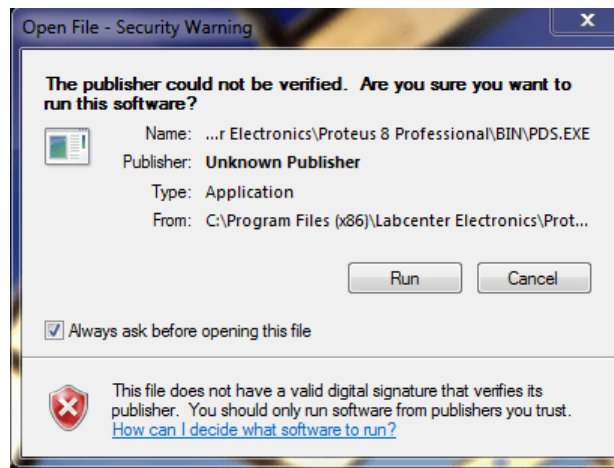 Open File - Security Warning
X
The publisher could not be verified. Are you sure you want to
run this software?
Name: ...r Electronics\Proteus 8 Professional\BIN\PDS.EXE
Publisher: Unknown Publisher
Type: Application
From: C:\Program Files (x86)\Labcenter Electronics\Prot...
Run Cancel
Always ask before opening this file
This file does not have a valid digital signature that verifies its
publisher. You should only run software from publishers you trust.
How can I decide what software to run?